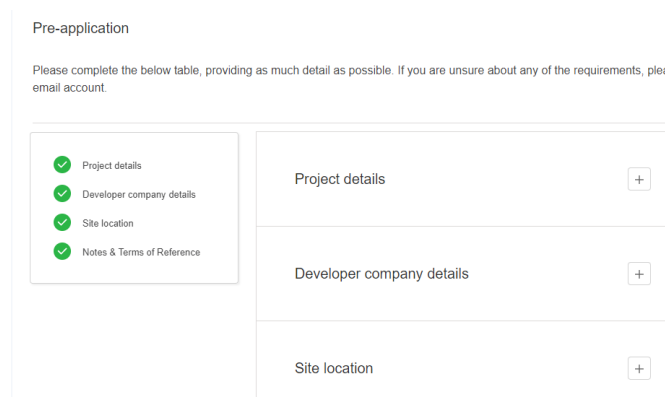 Pre-application
Please complete the below table, providing as much detail as possible. If you are unsure about any of the requirements,
email account.
Project details
Developer company details
Site location
Notes & Terms of Reference
Project details
Developer company details
Site location